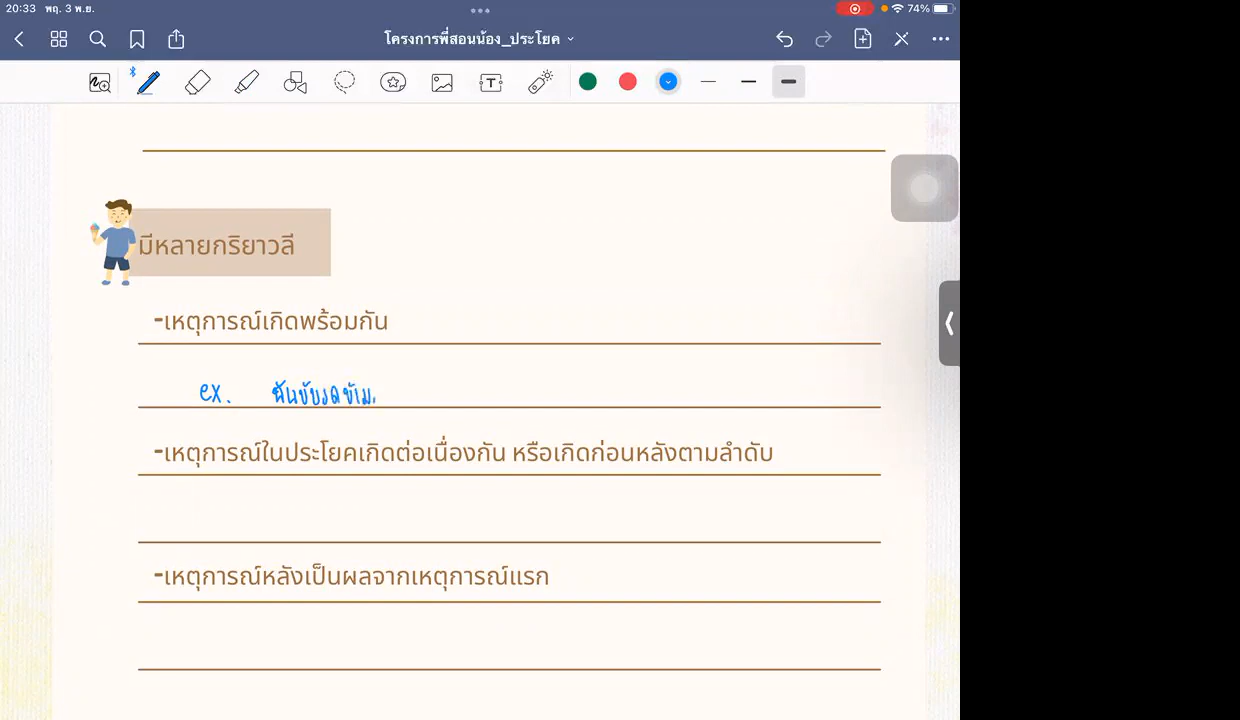 20:33 พฤ. 3 พ.ย.
74%
โครงการพี่สอนน้อง_ประโยค
T
มีหลายกริยาวลี
-เหตุการณ์เกิดพร้อมกัน
ex. ฉันขับรถ
-เหตุการณ์ในประโยคเกิดต่อเนื่องกัน หรือเกิดก่อนหลังตามลำดับ
-เหตุการณ์หลังเป็นผลจากเหตุการณ์แรก